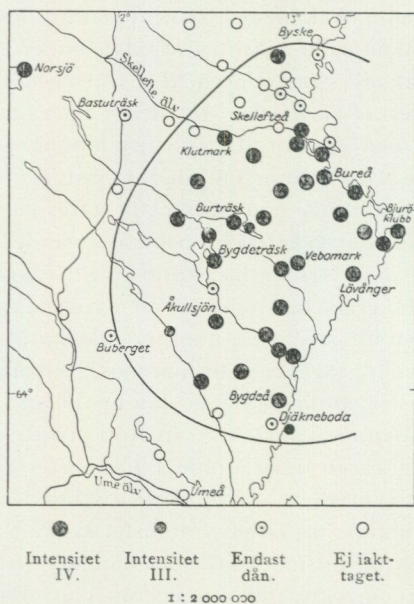 2°
3°
Byske
Norsjö
Skellefte älv
Bastuträsk
Skellefteå
Klutmark
Bureå
Burträsk
Bjurö-
klubb
Bygdeträsk
Vebomark
Lövånger
Åkullsjön
Buberget
64°
Bygdeå
Djäkneboda
Ume älv
Umeå
Intensitet
IV.
Intensitet
III.
Endast
dån.
Ej iakt-
taget.
1 : 2 000 000